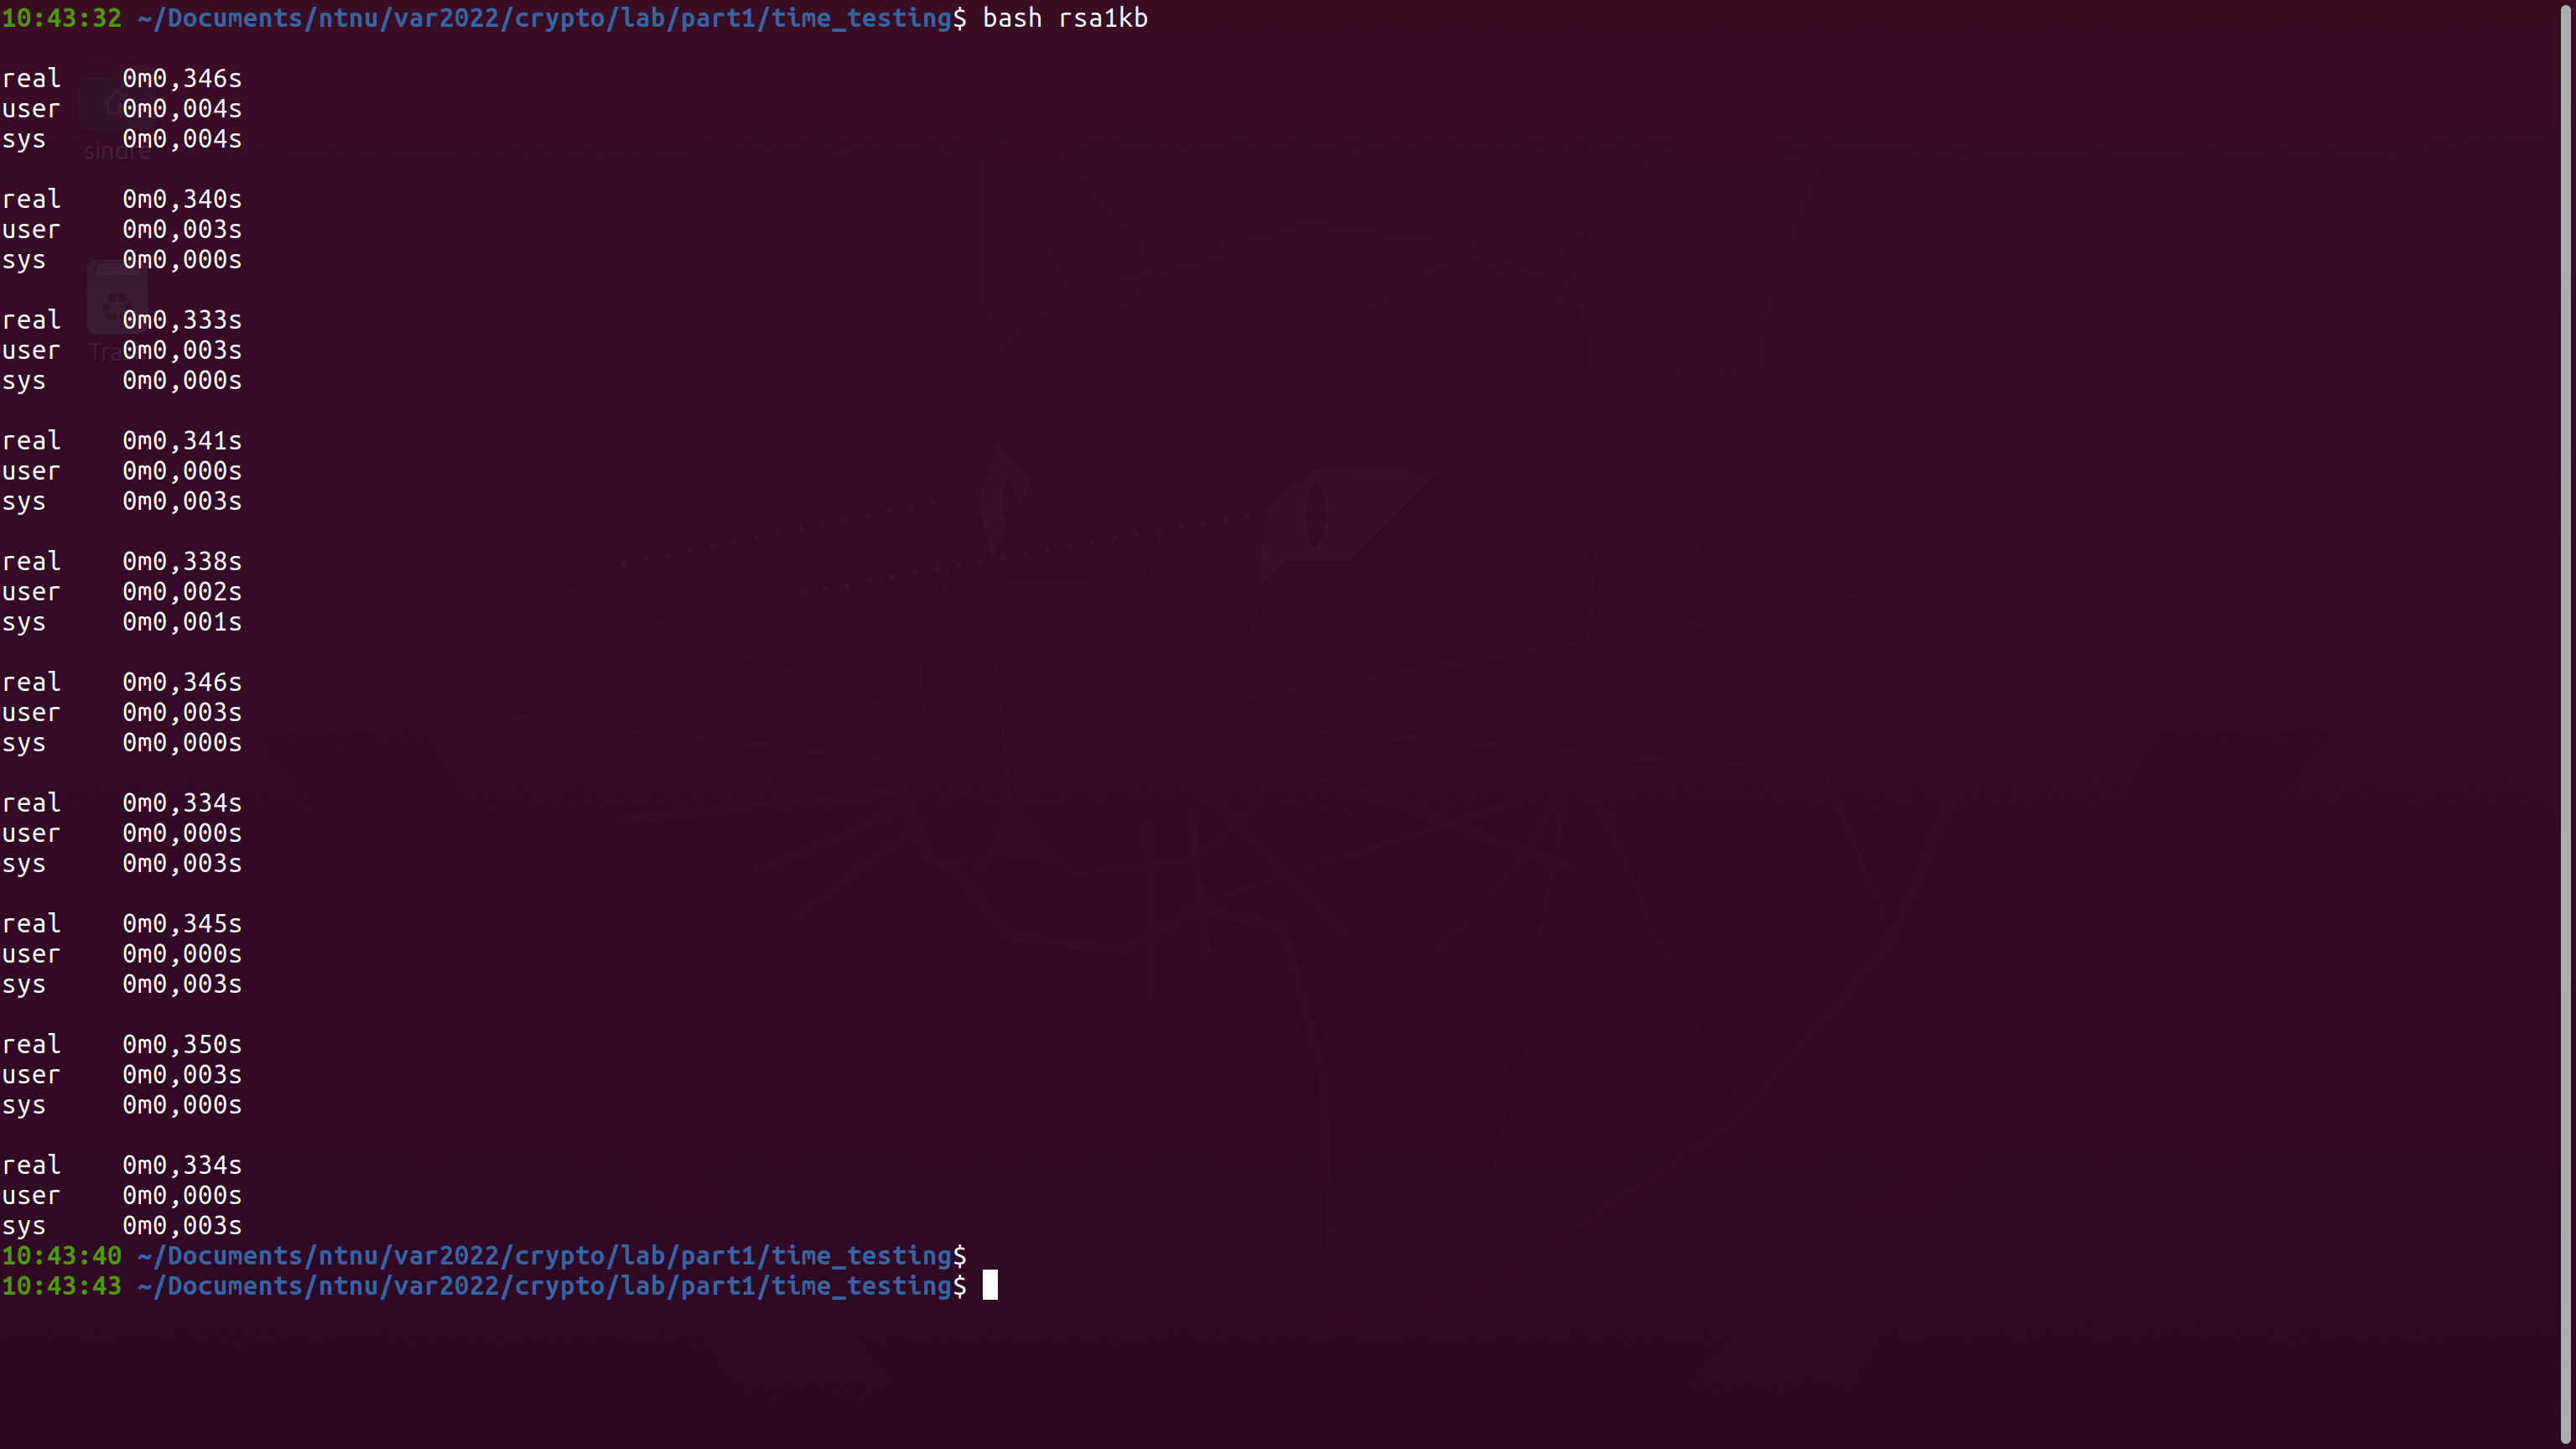 10:43:32 ~/Documents/ntnu/var2022/crypto/lab/part1/time_testing$ bash rsa1kb
real 0m0,346s
user 0m0,004s
sys 0m0,004s
sindre
real 0m0,340s
user 0m0,003s
sys 0m0,000s
real 0m0,333s
user 0m0,003s
sys 0m0,000s
real 0m0,341s
user 0m0,000s
sys 0m0,003s
real 0m0,338s
user 0m0,002s
sys 0m0,001s
real 0m0,346s
user 0m0,003s
sys 0m0,000s
real 0m0,334s
user 0m0,000s
sys 0m0,003s
real 0m0,345s
user 0m0,000s
sys 0m0,003s
real 0m0,350s
user 0m0,003s
sys 0m0,000s
real 0m0,334s
user 0m0,000s
sys 0m0,003s
10:43:40 ~/Documents/ntnu/var2022/crypto/lab/part1/time_testing$
10:43:43 ~/Documents/ntnu/var2022/crypto/lab/part1/time_testing$